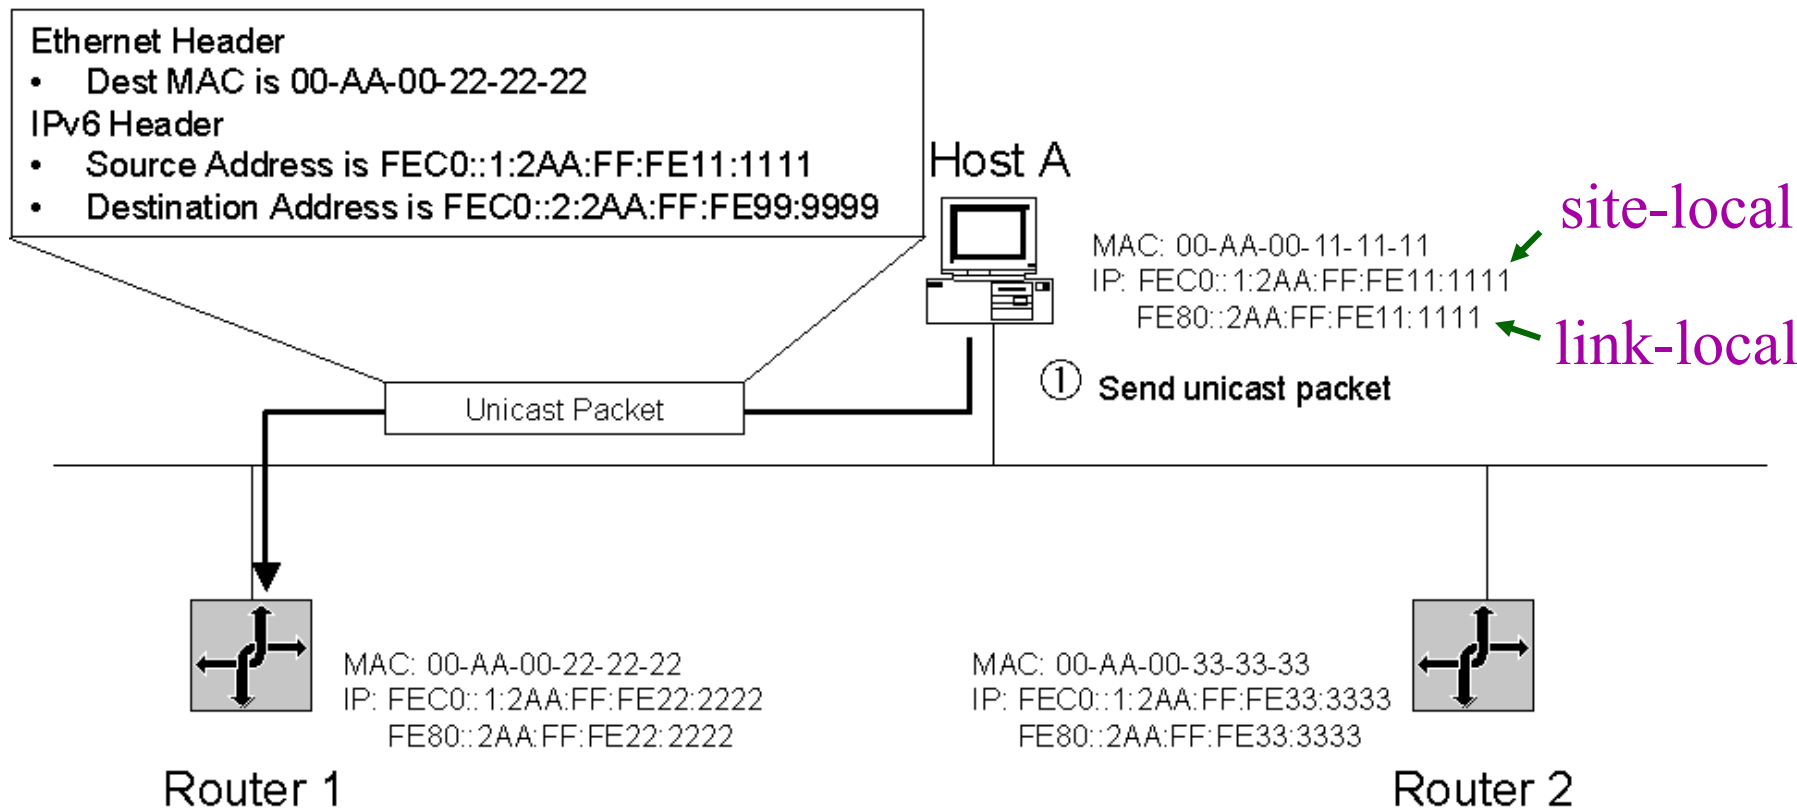 Ethernet Header
• Dest MAC is 00-AA-00-22-22-22
IPv6 Header
• Source Address is FEC0::1:2AA:FF:FE11:1111
• Destination Address is FEC0::2:2AA:FF:FE99:9999
Host A
MAC: 00-AA-00-11-11-11
IP: FEC0::1:2AA:FF:FE11:1111
FE80::2AA:FF:FE11:1111
site-local
link-local
① Send unicast packet
Unicast Packet
MAC: 00-AA-00-22-22-22
IP: FEC0::1:2AA:FF:FE22:2222
FE80::2AA:FF:FE22:2222
Router 1
MAC: 00-AA-00-33-33-33
IP: FEC0::1:2AA:FF:FE33:3333
FE80::2AA:FF:FE33:3333
Router 2